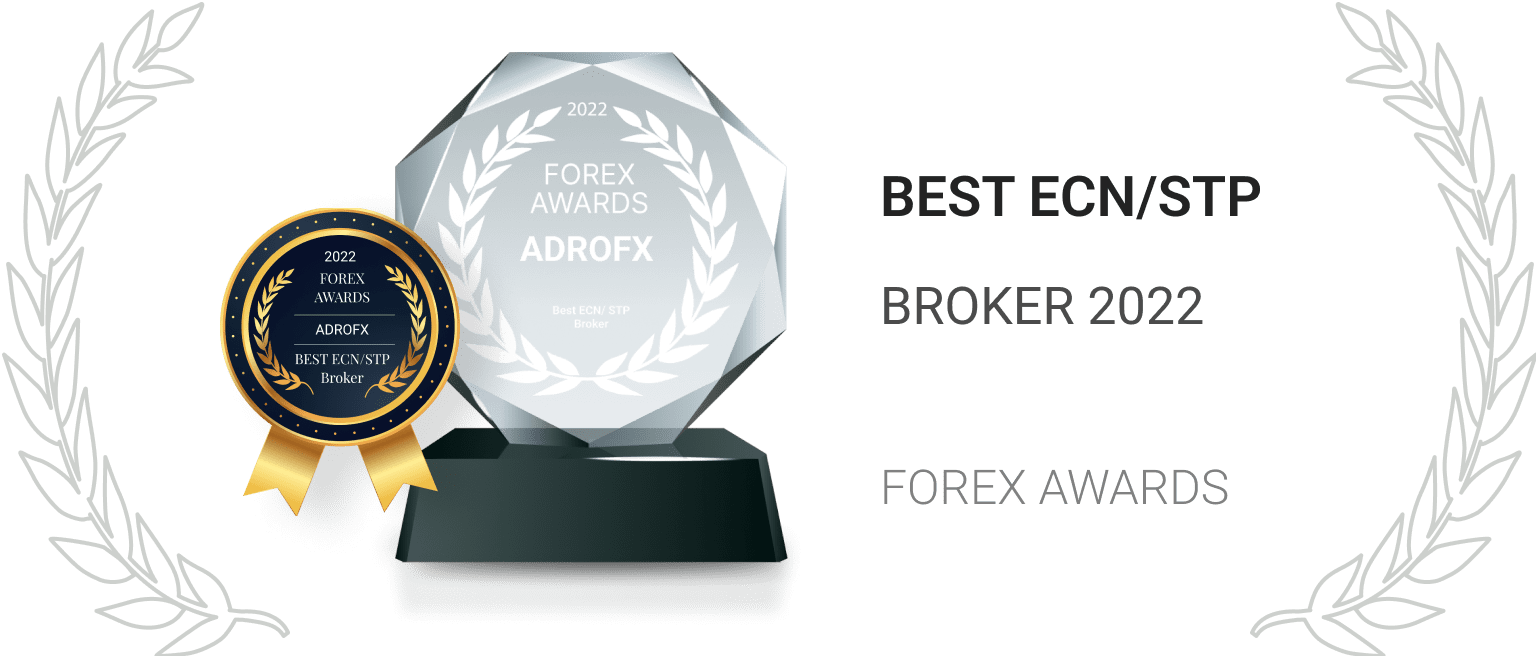 2022
FOREX
AWARDS
ADROFX
BEST ECN/STP
Broker
2022
FOREX
AWARDS
ADROFX
Best ECN/ STP
Broker
BEST ECN/STP
BROKER 2022
FOREX AWARDS